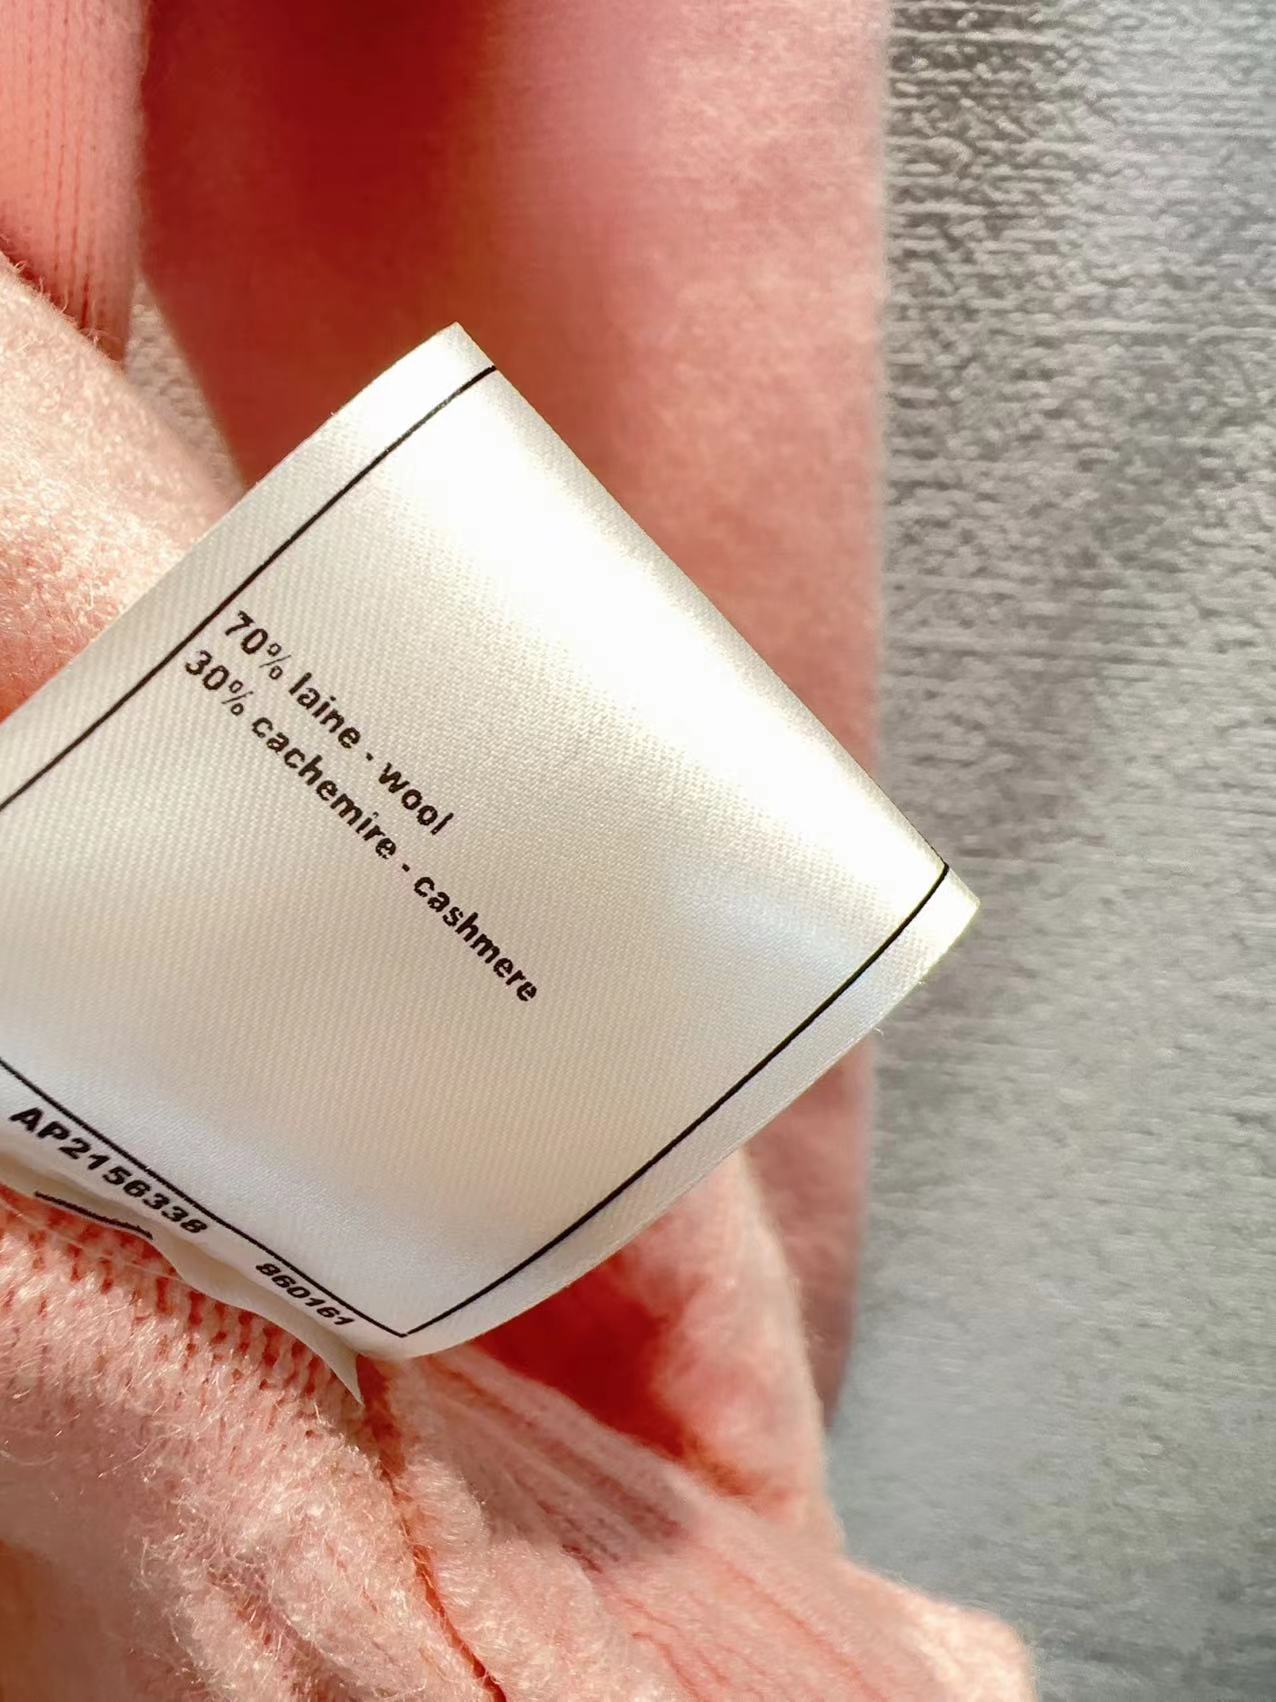 70% laine - wool
30% cachemire - cashmere
AP2156338 860161